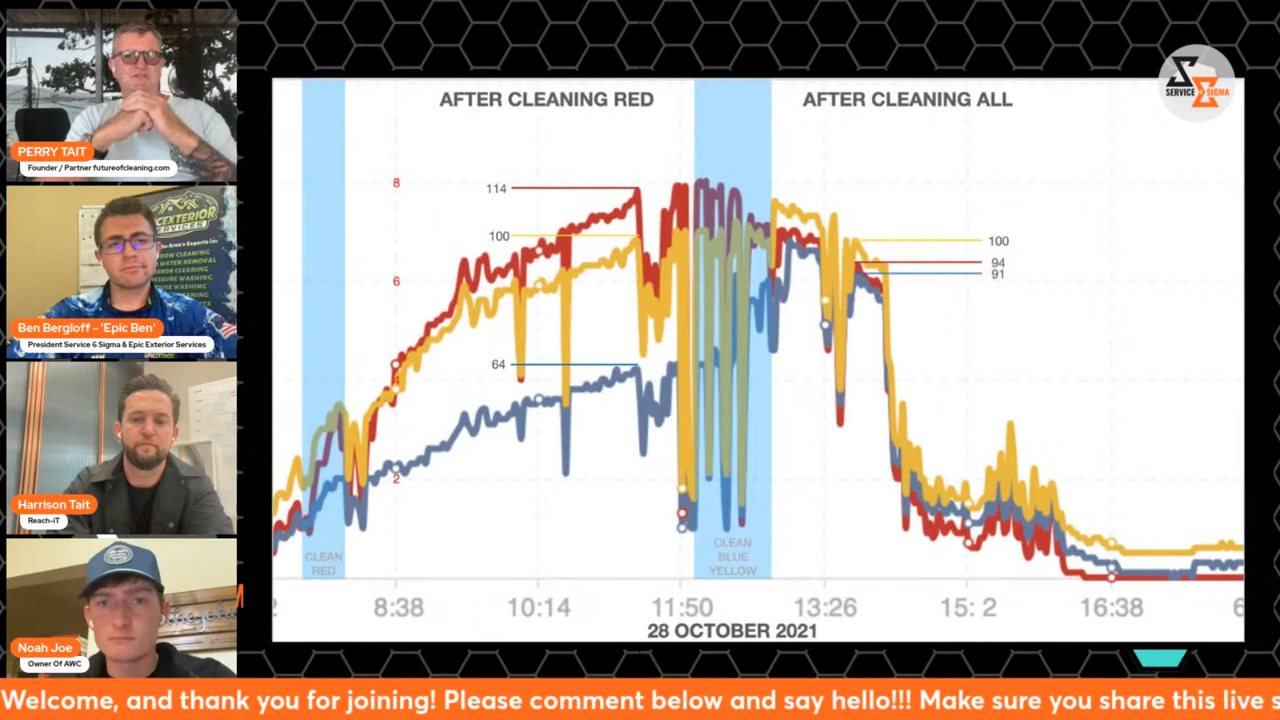 PERRY TAIT
Founder / Partner futureofcleaning.com
EXTERIOR
SERVICES
WATER REMOVAL
Ben Bergloff - 'Epic Ben'
President Service 6 Sigma & Epic Exterior Services
Harrison Tait
Reach-iT
Noah Joe
Owner Of AWC
SERVICE SIGMA
AFTER CLEANING RED
AFTER CLEANING ALL
8
114
100
100
94
91
6
64
4
2
CLEAN
RED
CLEAN
BLUE
YELLOW
8:38
10:14
11:50
13:26
15: 2
16:38
6
28 OCTOBER 2021
Welcome, and thank you for joining! Please comment below and say hello!!! Make sure you share this live s